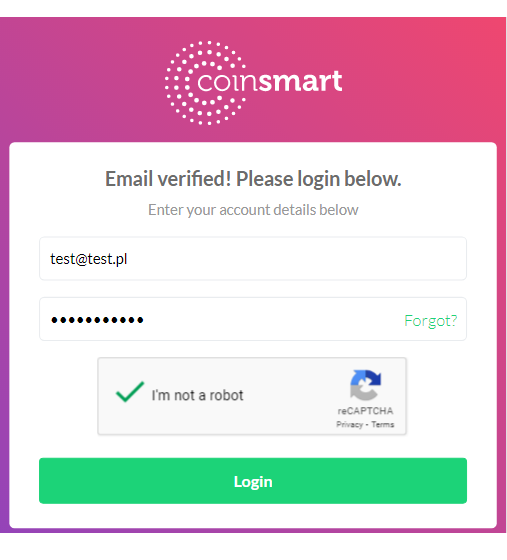 coinsmart
Email verified! Please login below.
Enter your account details below
test@test.pl
••••••••••• Forgot?
I'm not a robot
reCAPTCHA
Privacy - Terms
Login